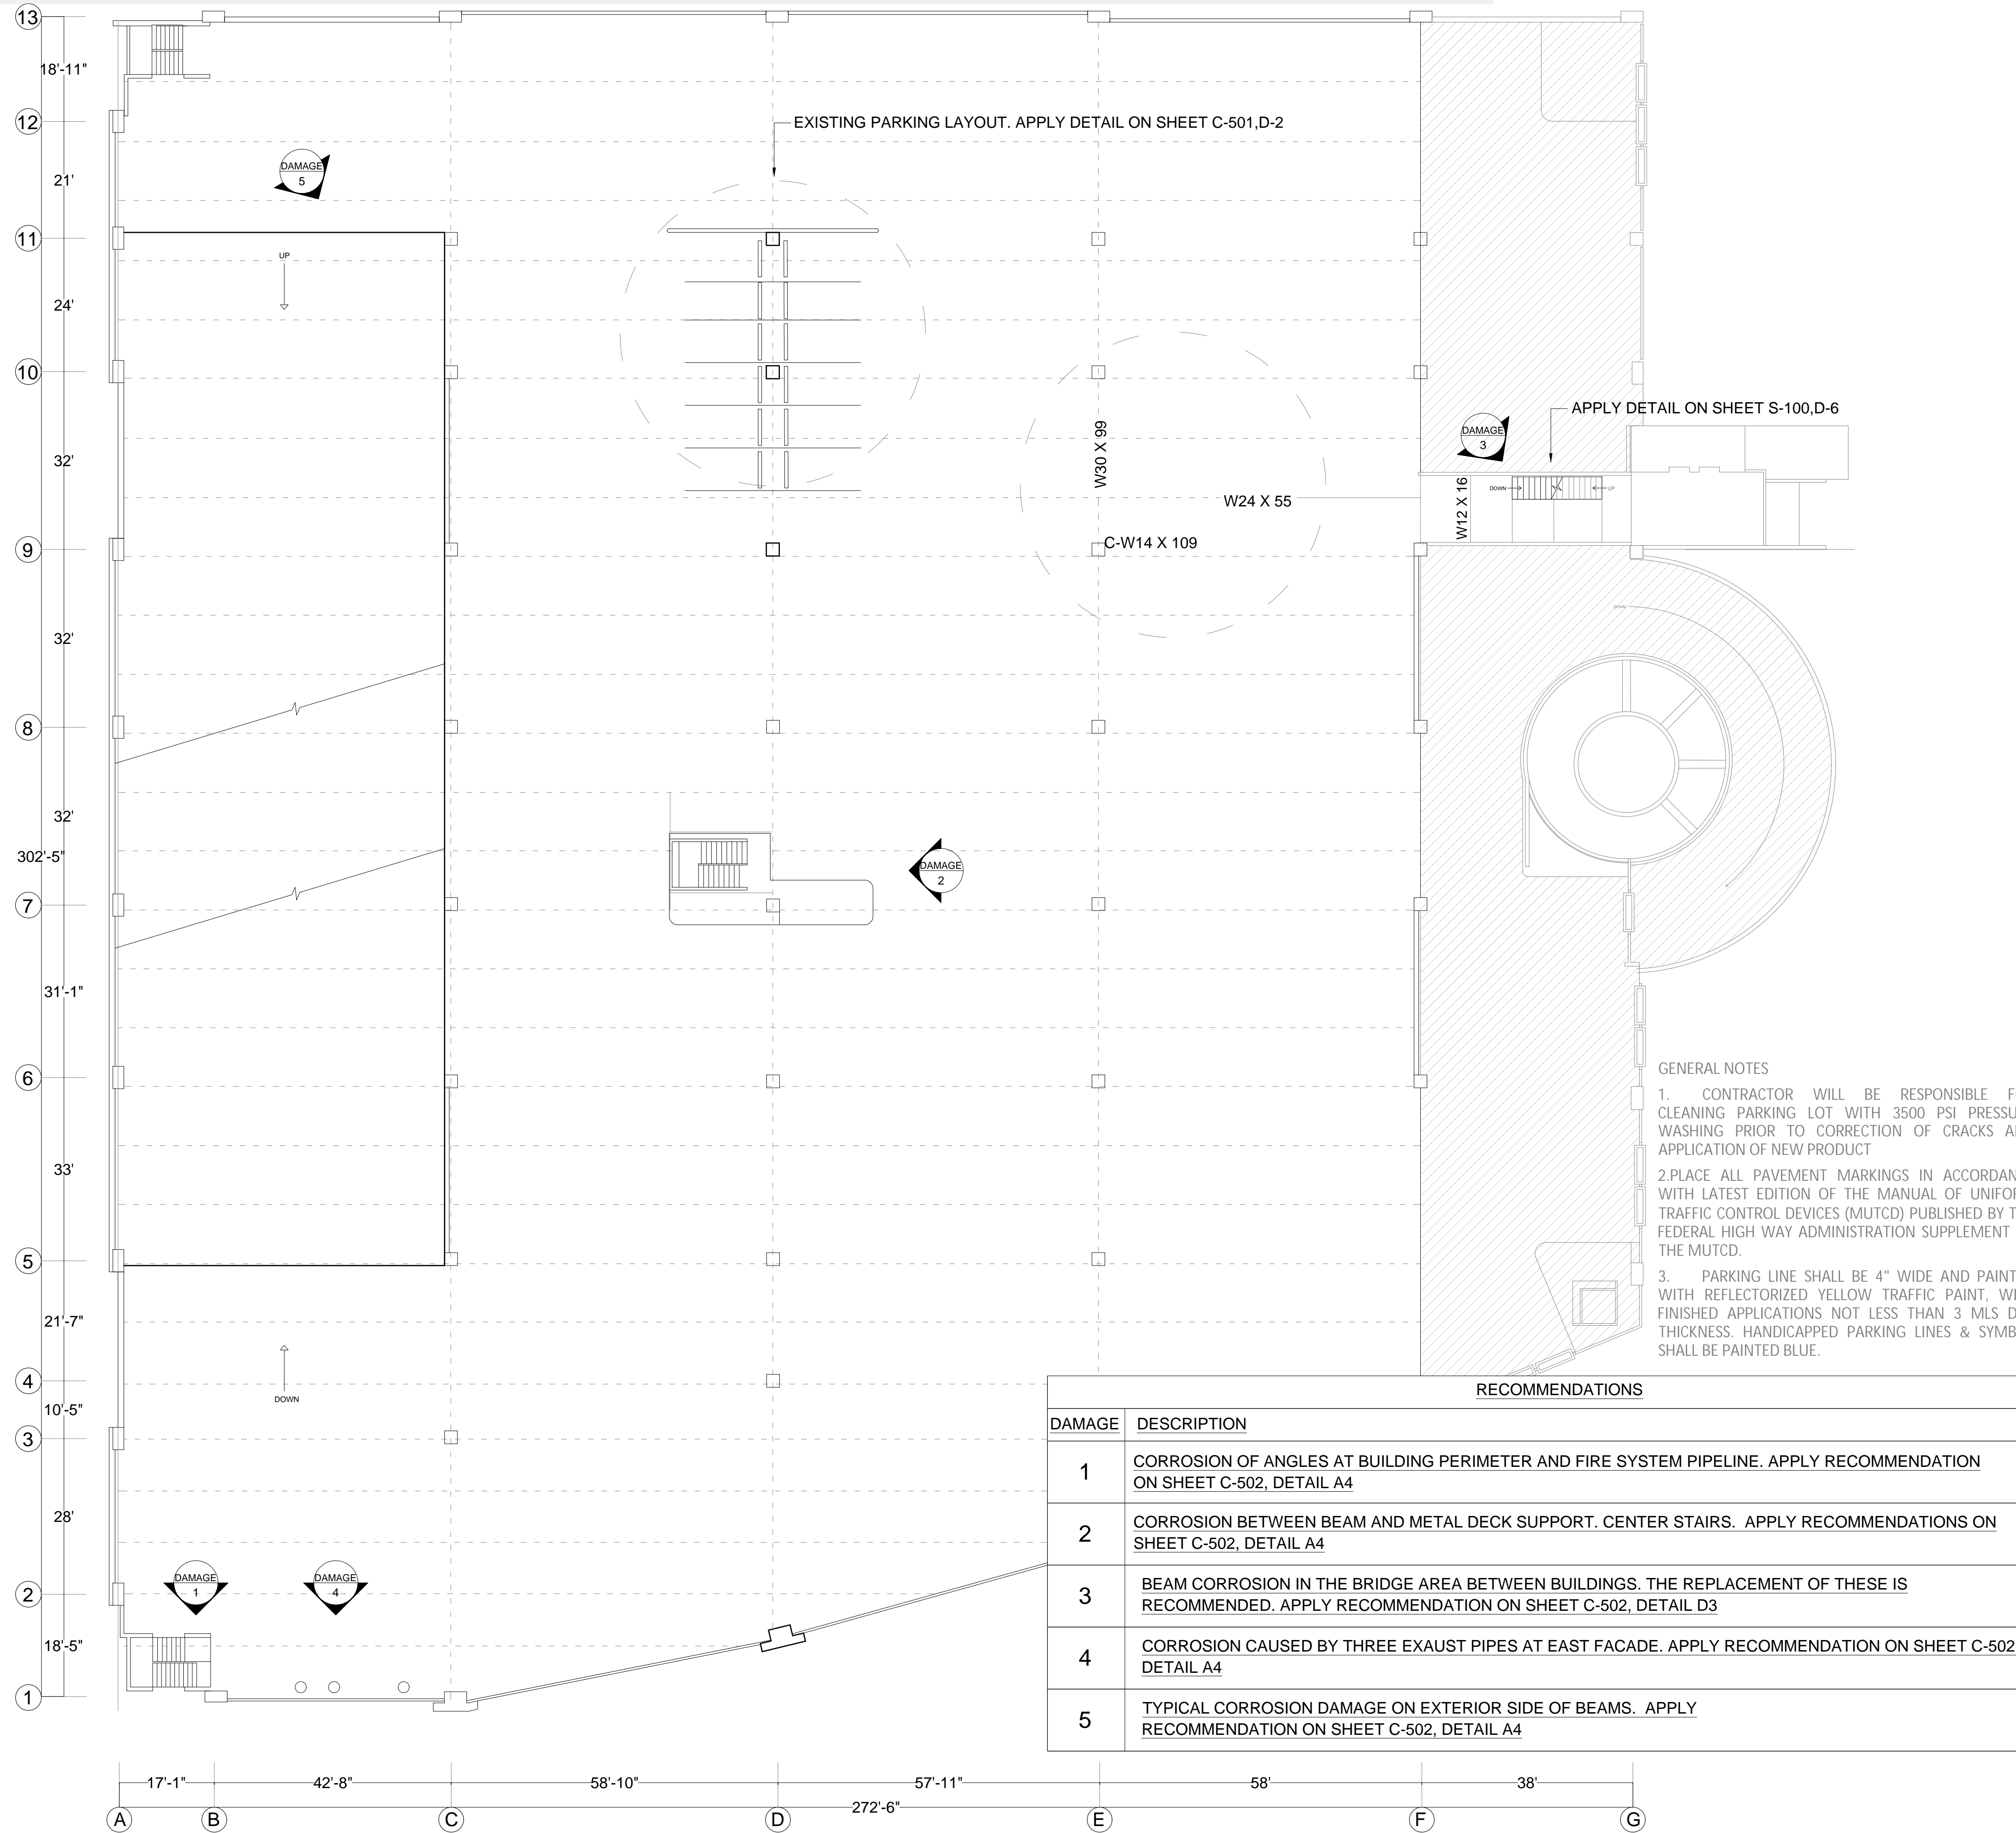 13
18'-11"
12
EXISTING PARKING LAYOUT. APPLY DETAIL ON SHEET C-501,D-2
DAMAGE
5
21'
11
UP
24'
10
APPLY DETAIL ON SHEET S-100,D-6
DAMAGE
3
W30 X 99
32'
W24 X 55
W12 X 16
DOWN
UP
C-W14 X 109
9
DOWN
32'
8
32'
302'-5"
DAMAGE
2
7
31'-1"
6
33'
5
21'-7"
DOWN
4
10'-5"
3
28'
DAMAGE
1
DAMAGE
4
2
18'-5"
1
GENERAL NOTES
1. CONTRACTOR WILL BE RESPONSIBLE
CLEANING PARKING LOT WITH 3500 PSI
WASHING PRIOR TO CORRECTION OF CRACKS
APPLICATION OF NEW PRODUCT
2.PLACE ALL PAVEMENT MARKINGS IN
WITH LATEST EDITION OF THE MANUAL OF
TRAFFIC CONTROL DEVICES (MUTCD) PUBLISHED BY
FEDERAL HIGH WAY ADMINISTRATION SUPPLEMENT
THE MUTCD.
3. PARKING LINE SHALL BE 4" WIDE AND
WITH REFLECTORIZED YELLOW TRAFFIC PAINT,
FINISHED APPLICATIONS NOT LESS THAN 3 MLS
THICKNESS. HANDICAPPED PARKING LINES &
SHALL BE PAINTED BLUE.
RECOMMENDATIONS
DAMAGE DESCRIPTION
1
CORROSION OF ANGLES AT BUILDING PERIMETER AND FIRE SYSTEM PIPELINE. APPLY RECOMMENDATION
ON SHEET C-502, DETAIL A4
2
CORROSION BETWEEN BEAM AND METAL DECK SUPPORT. CENTER STAIRS. APPLY RECOMMENDATIONS ON
SHEET C-502, DETAIL A4
3
BEAM CORROSION IN THE BRIDGE AREA BETWEEN BUILDINGS. THE REPLACEMENT OF THESE IS
RECOMMENDED. APPLY RECOMMENDATION ON SHEET C-502, DETAIL D3
4
CORROSION CAUSED BY THREE EXAUST PIPES AT EAST FACADE. APPLY RECOMMENDATION ON SHEET C-502
DETAIL A4
5
TYPICAL CORROSION DAMAGE ON EXTERIOR SIDE OF BEAMS. APPLY
RECOMMENDATION ON SHEET C-502, DETAIL A4
17'-1" 42'-8" 58'-10" 57'-11" 58' 38'
272'-6"
A B C D E F G